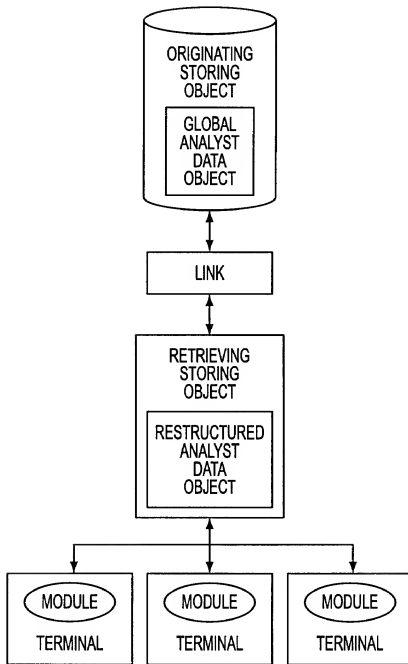 ORIGINATING
STORING
OBJECT
GLOBAL
ANALYST
DATA
OBJECT
LINK
RETRIEVING
STORING
OBJECT
RESTRUCTURED
ANALYST
DATA
OBJECT
MODULE
TERMINAL
MODULE
TERMINAL
MODULE
TERMINAL